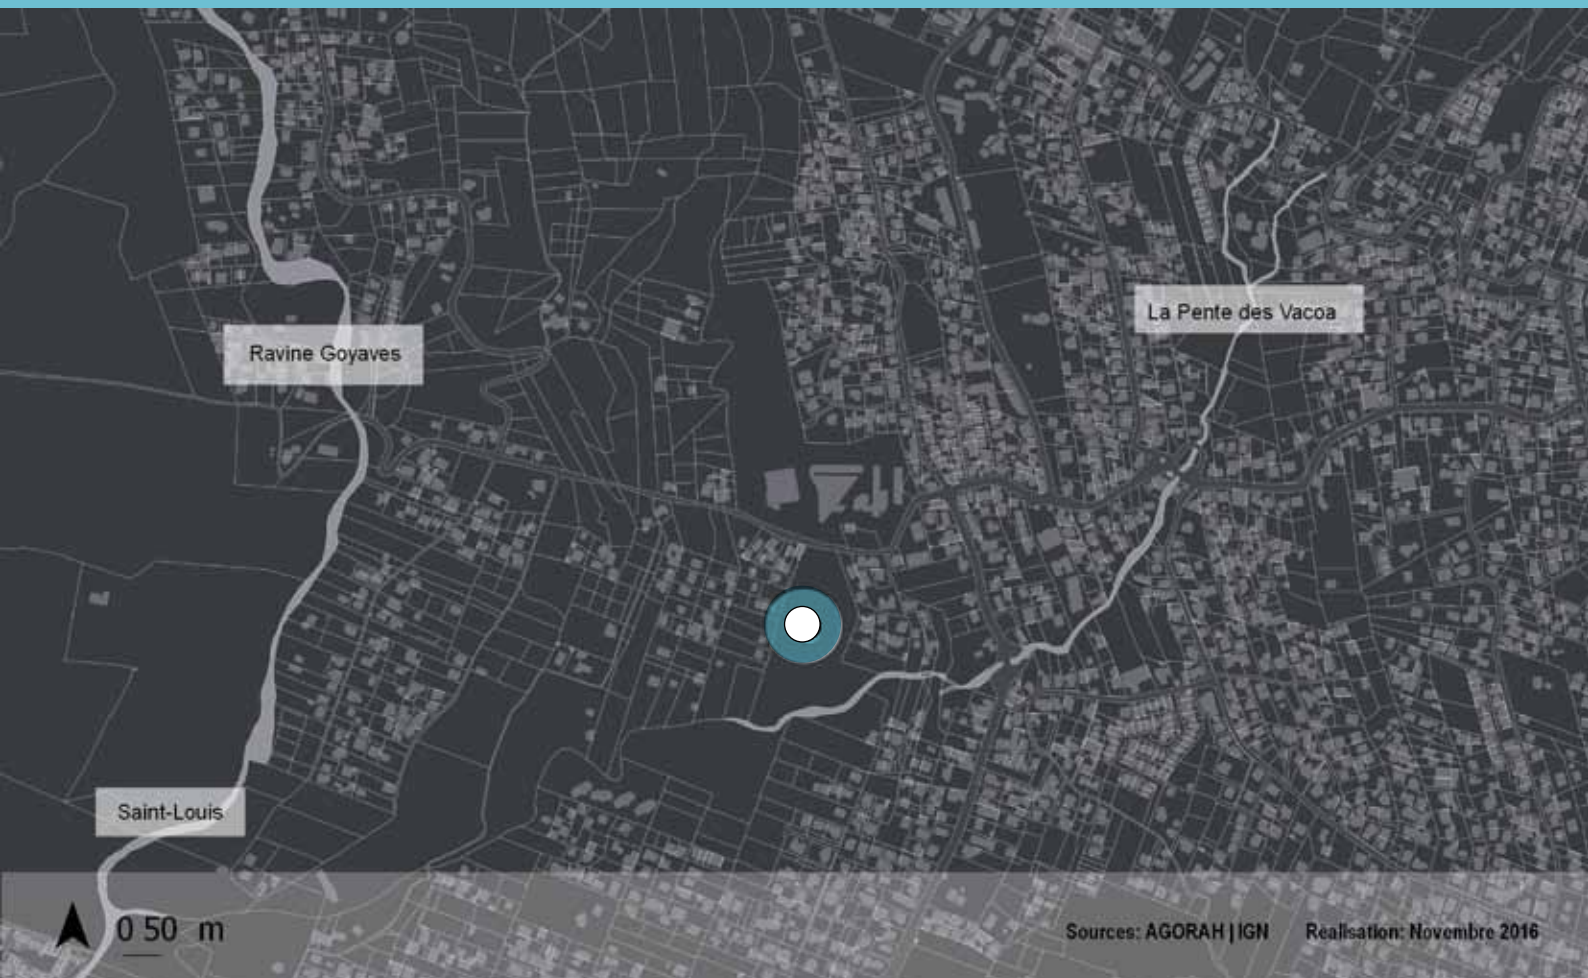 La Pente des Vacoa
Ravine Goyaves
Saint-Louis
0 50 m
Sources: AGORAH | IGN Realisation: Novembre 2016